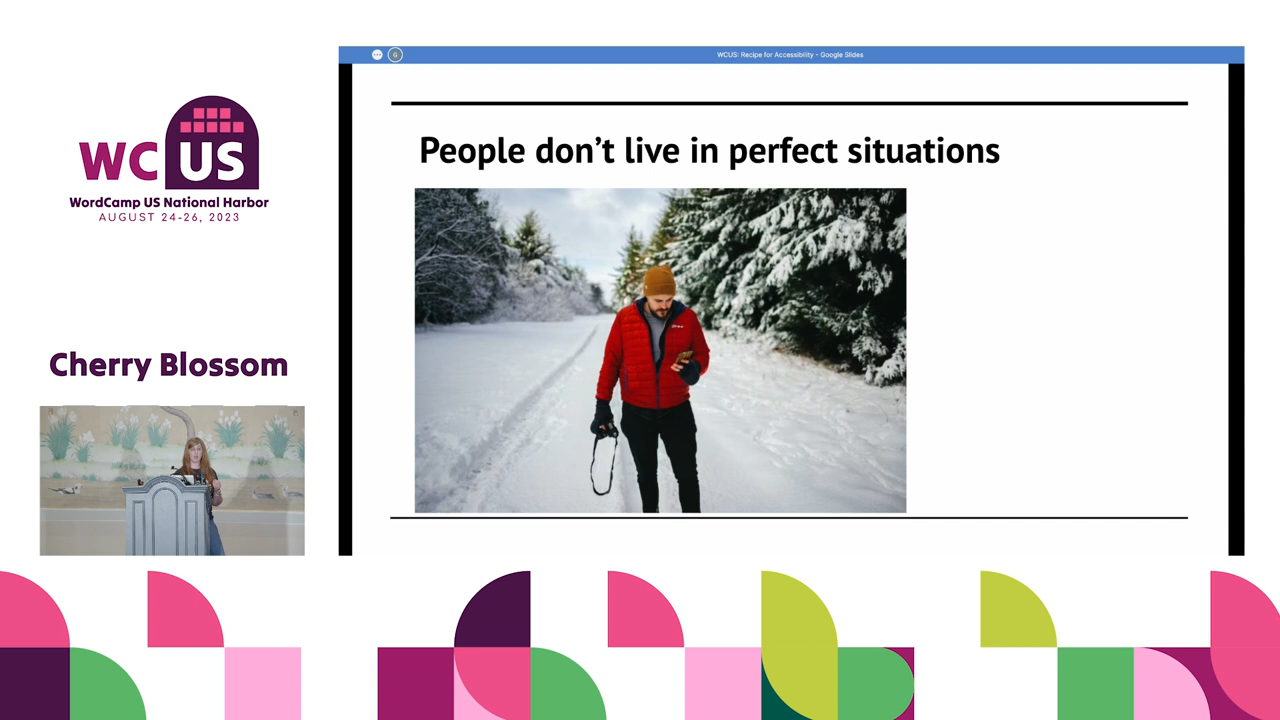 WC US
WordCamp US National Harbor
AUGUST 24-26, 2023
Cherry Blossom
G
WCUS: Recipe for Accessibility - Google Slides
People don’t live in perfect situations